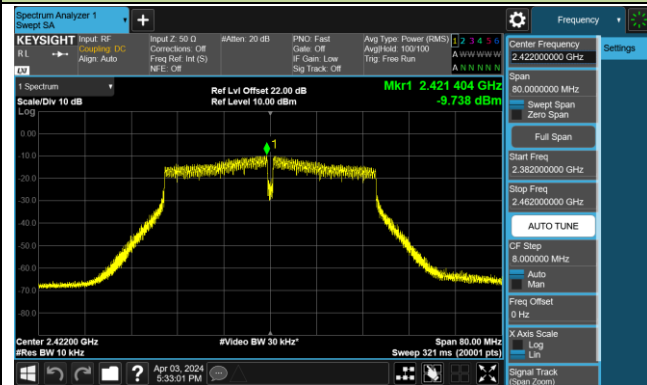 Spectrum Analyzer 1
Swept SA
Frequency
KEYSIGHT
RL
LXI
Input: RF
Coupling: DC
Align: Auto
Input Z: 50 Ω
Corrections: Off
Freq Ref: Int (S)
NFE: Off
#Atten: 20 dB
PNO: Fast
Gate: Off
IF Gain: Low
Sig Track: Off
Avg Type: Power (RMS)
Avg|Hold: 100/100
Trig: Free Run
1 2 3 4 5 6
A W W W W W
A N N N N N
1 Spectrum
Scale/Div 10 dB
Log
Ref Lvl Offset 22.00 dB
Ref Level 10.00 dBm
Mkr1 2.421 404 GHz
-9.738 dBm
0.00
-10.0
-20.0
-30.0
-40.0
-50.0
-60.0
-70.0
-80.0
1
Center 2.42200 GHz
#Res BW 10 kHz
#Video BW 30 kHz*
Span 80.00 MHz
Sweep 321 ms (20001 pts)
Apr 03, 2024
5:33:01 PM
Center Frequency
2.422000000 GHz
Settings
Span
80.0000000 MHz
Swept Span
Zero Span
Full Span
Start Freq
2.382000000 GHz
Stop Freq
2.462000000 GHz
AUTO TUNE
CF Step
8.000000 MHz
Auto
Man
Freq Offset
0 Hz
X Axis Scale
Log
Lin
Signal Track
(Span Zoom)